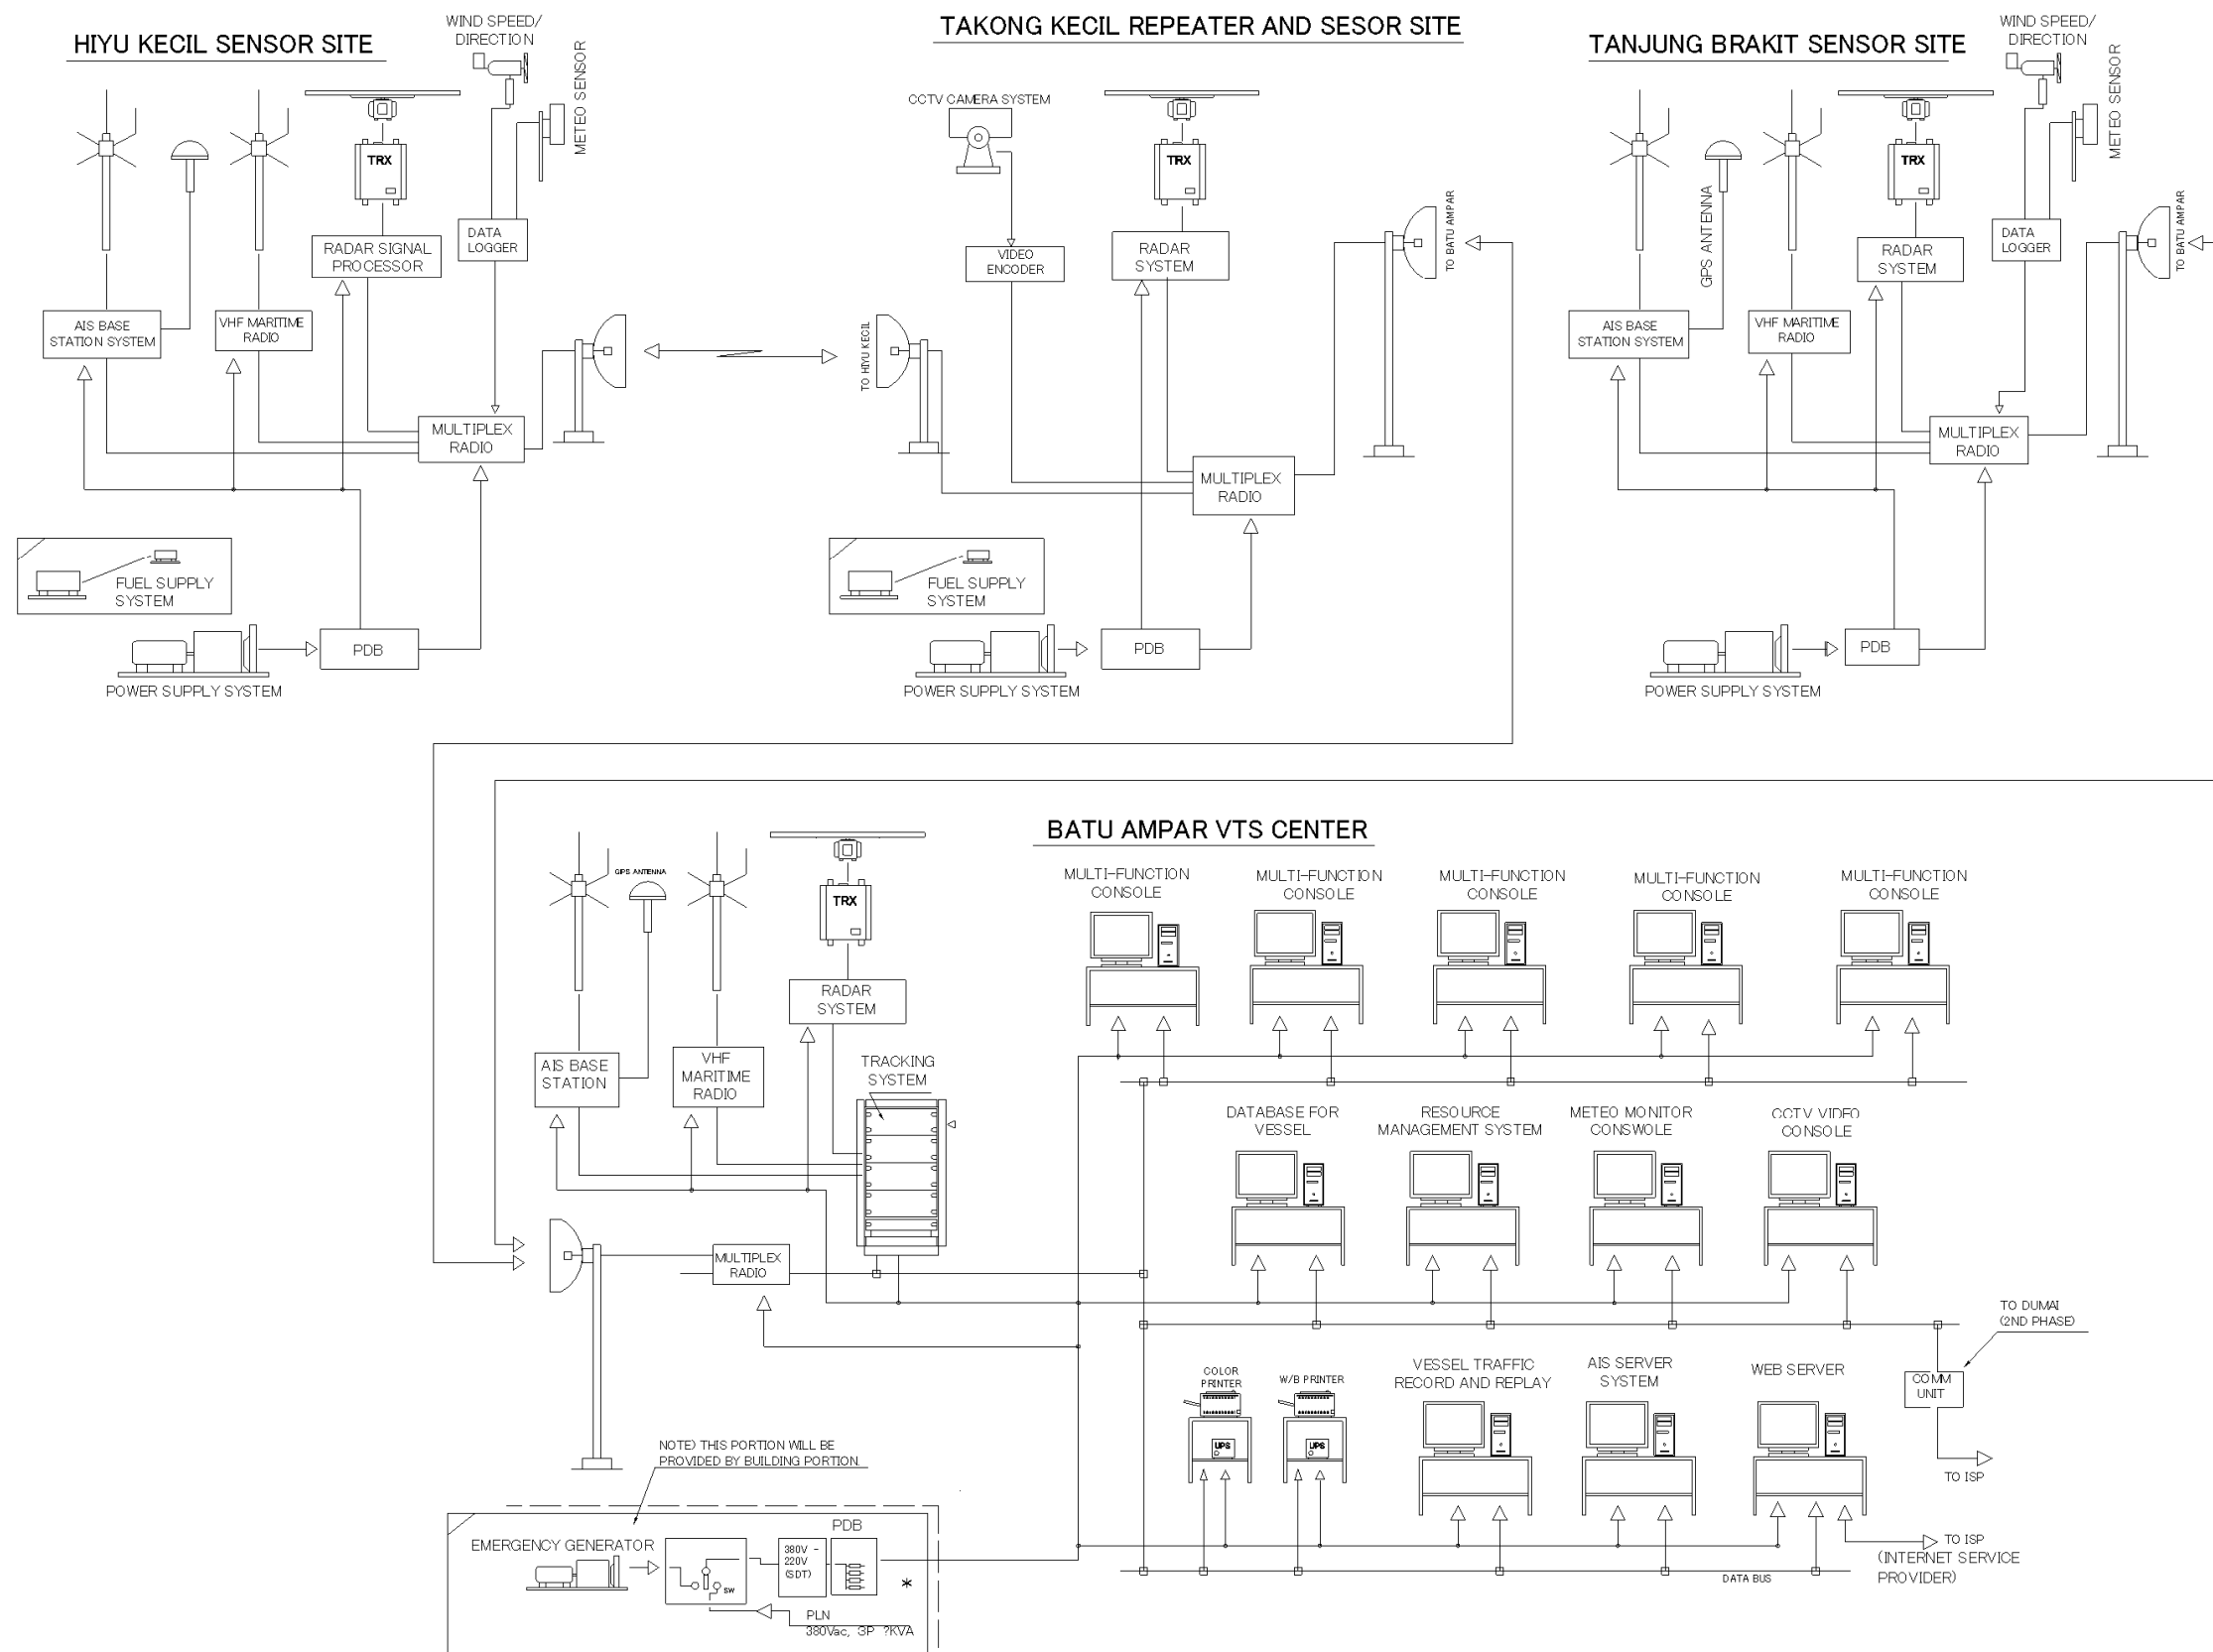 HIYU KECIL SENSOR SITE
WIND SPEED/
DIRECTION
METEO SENSOR
TRX
RADAR SIGNAL
PROCESSOR
DATA
LOGGER
AIS BASE
STATION SYSTEM
VHF MARITIME
RADIO
MULTIPLEX
RADIO
FUEL SUPPLY
SYSTEM
PDB
POWER SUPPLY SYSTEM
TAKONG KECIL REPEATER AND SESOR SITE
CCTV CAMERA SYSTEM
TRX
VIDEO
ENCODER
RADAR
SYSTEM
TO BATU AMPAR
TO HIYU KECIL
MULTIPLEX
RADIO
FUEL SUPPLY
SYSTEM
PDB
POWER SUPPLY SYSTEM
TANJUNG BRAKIT SENSOR SITE
WIND SPEED/
DIRECTION
METEO SENSOR
TRX
GPS ANTENNA
RADAR
SYSTEM
DATA
LOGGER
TO BATU AMPAR
AIS BASE
STATION SYSTEM
VHF MARITIME
RADIO
MULTIPLEX
RADIO
PDB
POWER SUPPLY SYSTEM
BATU AMPAR VTS CENTER
GPS ANTENNA
TRX
RADAR
SYSTEM
AIS BASE
STATION
VHF
MARITIME
RADIO
TRACKING
SYSTEM
MULTIPLEX
RADIO
MULTI-FUNCTION
CONSOLE
MULTI-FUNCTION
CONSOLE
MULTI-FUNCTION
CONSOLE
MULTI-FUNCTION
CONSOLE
MULTI-FUNCTION
CONSOLE
DATABASE FOR
VESSEL
RESOURCE
MANAGEMENT SYSTEM
METEO MONITOR
CONSWOLE
CCTV VIDEO
CONSOLE
TO DUMAI
(2ND PHASE)
COLOR
PRINTER
UPS
W/B PRINTER
UPS
VESSEL TRAFFIC
RECORD AND REPLAY
AIS SERVER
SYSTEM
WEB SERVER
COMM
UNIT
TO ISP
TO ISP
(INTERNET SERVICE
PROVIDER)
DATA BUS
NOTE) THIS PORTION WILL BE
PROVIDED BY BUILDING PORTION.
EMERGENCY GENERATOR
SW
380V -
220V
(SDT)
PDB
*
PLN
380Vac, 3P ?KVA